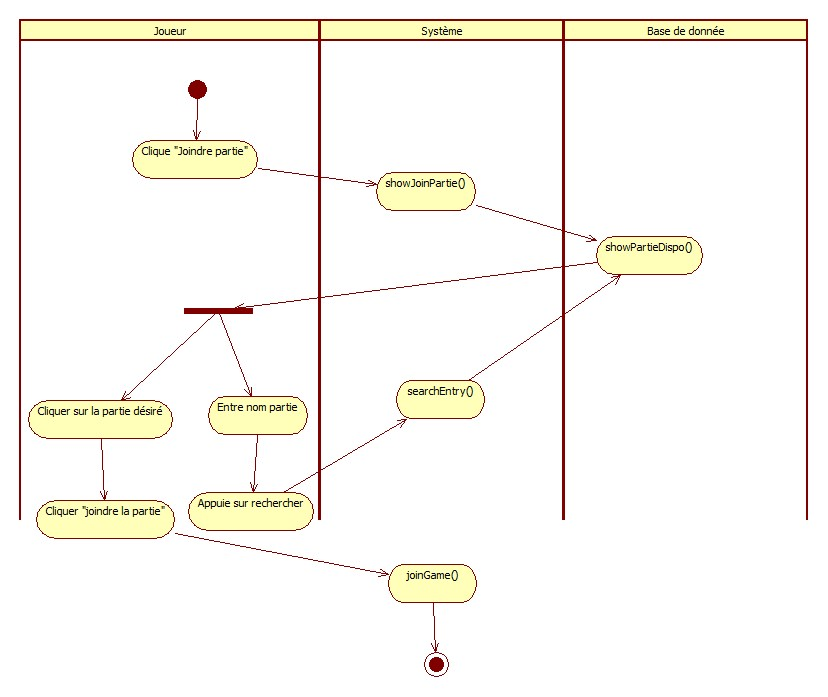 Joueur
Système
Base de donnée
Clique "Joindre partie"
showJoinPartie()
showPartieDispo()
searchEntry()
Cliquer sur la partie désiré
Entre nom partie
Appuie sur rechercher
Cliquer "joindre la partie"
joinGame()